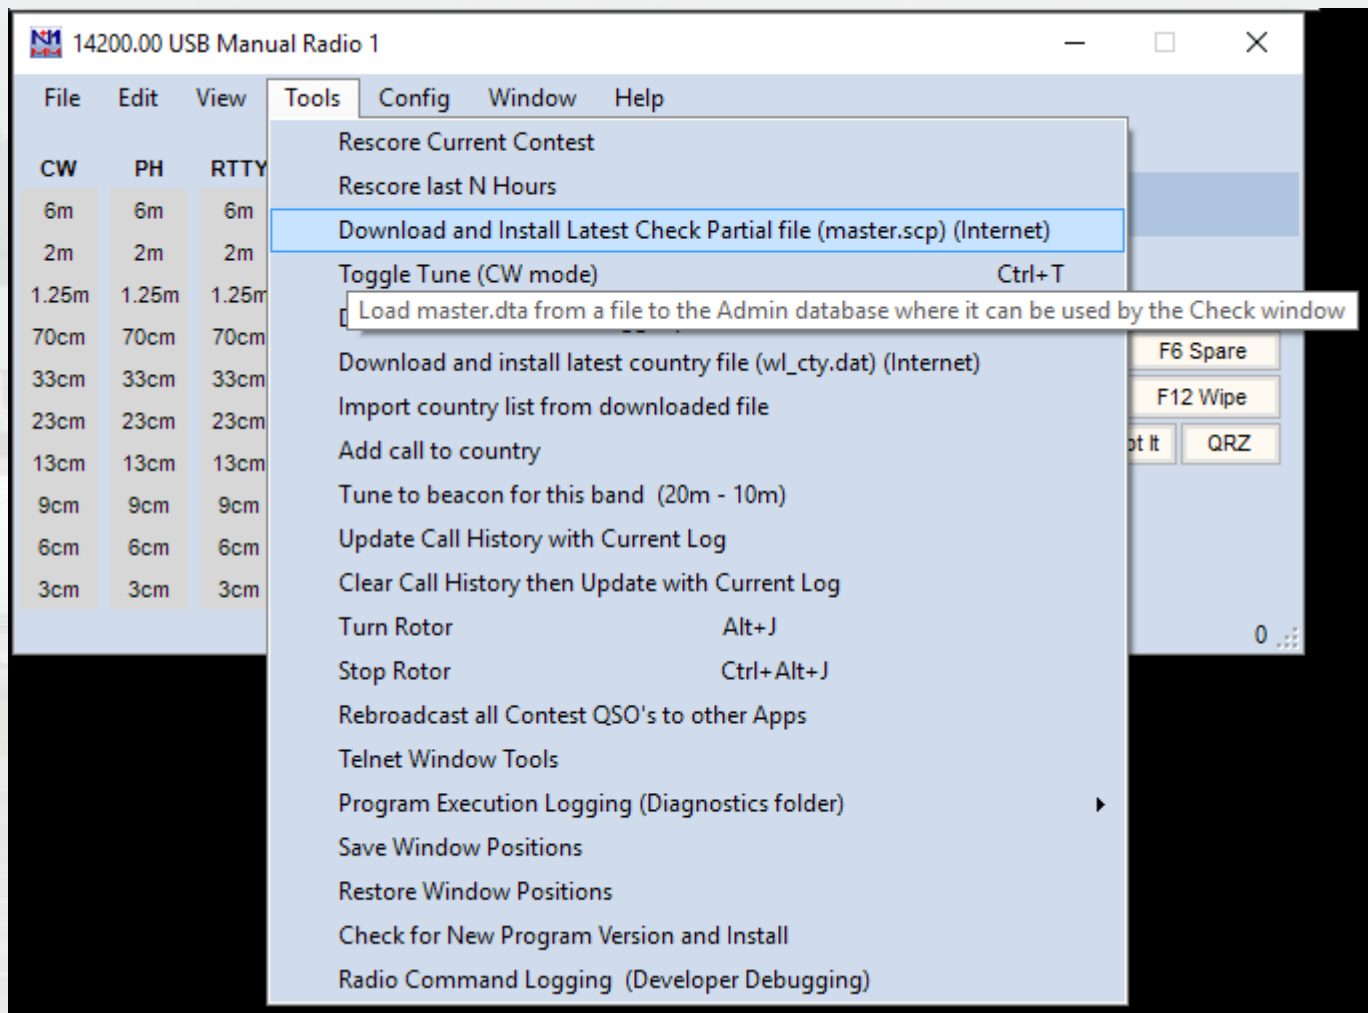 N1
MM
14200.00 USB Manual Radio 1
File Edit View Tools Config Window Help
Rescore Current Contest
CW PH RTTY
Rescore last N Hours
6m 6m 6m
Download and Install Latest Check Partial file (master.scp) (Internet)
2m 2m 2m
Toggle Tune (CW mode) Ctrl+T
1.25m 1.25m 1.25m
Load master.dta from a file to the Admin database where it can be used by the Check window
70cm 70cm 70cm
F6 Spare
Download and install latest country file (wl_cty.dat) (Internet)
33cm 33cm 33cm
F12 Wipe
Import country list from downloaded file
23cm 23cm 23cm
Add call to country
ot It QRZ
13cm 13cm 13cm
Tune to beacon for this band (20m - 10m)
9cm 9cm 9cm
Update Call History with Current Log
6cm 6cm 6cm
Clear Call History then Update with Current Log
3cm 3cm 3cm
Turn Rotor Alt+J
0
Stop Rotor Ctrl+Alt+J
Rebroadcast all Contest QSO's to other Apps
Telnet Window Tools
Program Execution Logging (Diagnostics folder)
Save Window Positions
Restore Window Positions
Check for New Program Version and Install
Radio Command Logging (Developer Debugging)